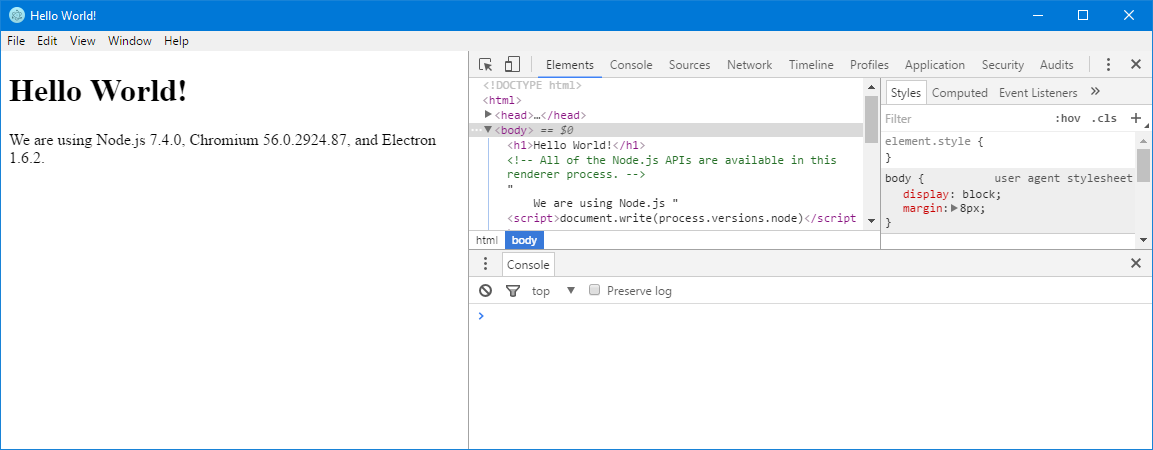 Hello World!
File Edit View Window Help
Hello World!
We are using Node.js 7.4.0, Chromium 56.0.2924.87, and Electron
1.6.2.
Elements Console Sources Network Timeline Profiles Application Security Audits
<!DOCTYPE html>
<html>
<head>…</head>
<body> == $0
<h1>Hello World!</h1>
<!-- All of the Node.js APIs are available in this
renderer process. -->
"
We are using Node.js "
<script>document.write(process.versions.node)</script
html body
Styles Computed Event Listeners »
Filter :hov .cls +
element.style {
}
body { user agent stylesheet
display: block;
margin: 8px;
}
Console
top Preserve log
>